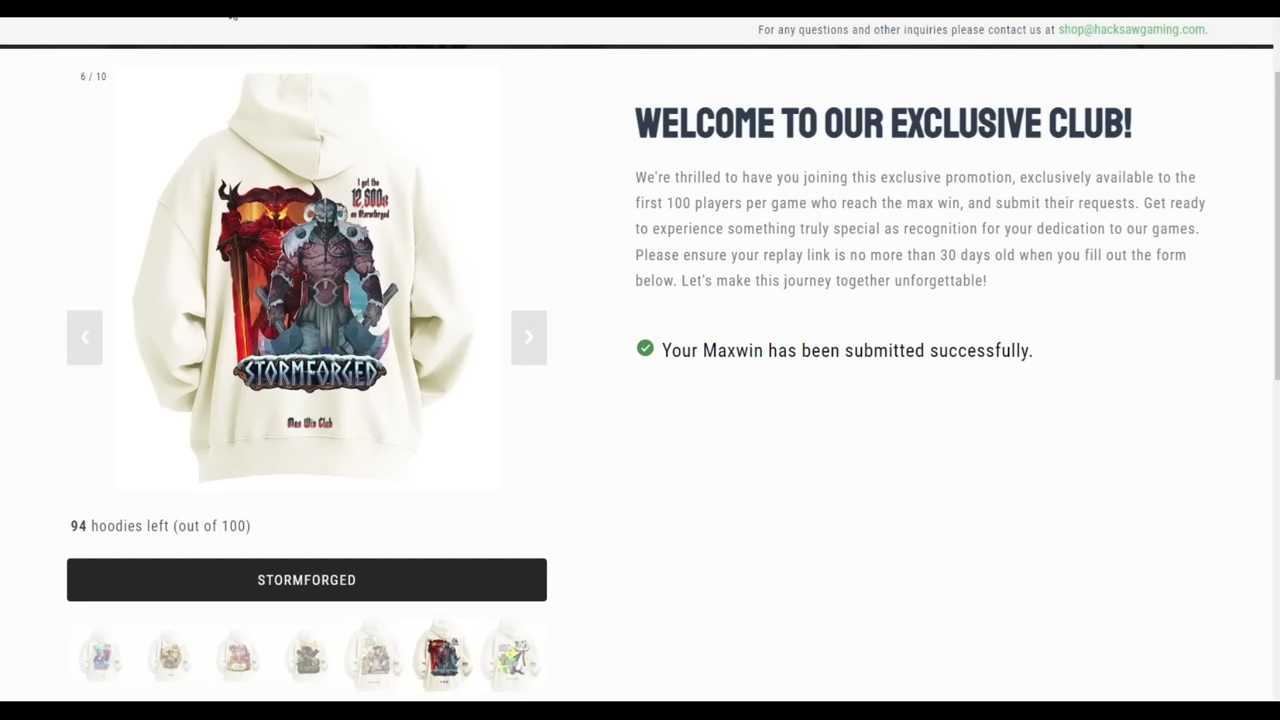 For any questions and other inquiries please contact us at shop@hacksawgaming.com.
6 / 10
I got the
12,500x
on Stormforged
STORMFORGED
Max Win Club
WELCOME TO OUR EXCLUSIVE CLUB!
We're thrilled to have you joining this exclusive promotion, exclusively available to the
first 100 players per game who reach the max win, and submit their requests. Get ready
to experience something truly special as recognition for your dedication to our games.
Please ensure your replay link is no more than 30 days old when you fill out the form
below. Let's make this journey together unforgettable!
Your Maxwin has been submitted successfully.
94 hoodies left (out of 100)
STORMFORGED